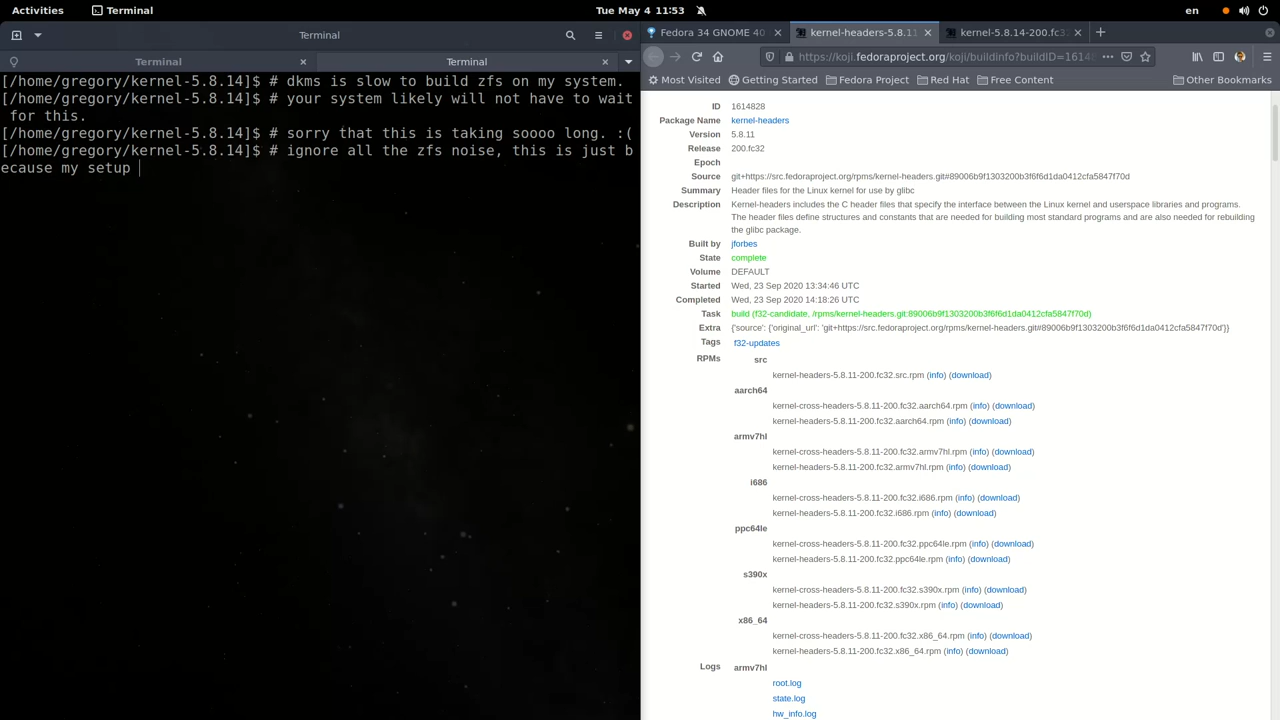 Activities
Terminal
Tue May 4 11:53
en
Terminal
Terminal
Terminal
[/home/gregory/kernel-5.8.14]$ # dkms is slow to build zfs on my system.
[/home/gregory/kernel-5.8.14]$ # your system likely will not have to wait
for this.
[/home/gregory/kernel-5.8.14]$ # sorry that this is taking soooo long. :(
[/home/gregory/kernel-5.8.14]$ # ignore all the zfs noise, this is just b
ecuse my setup
Fedora 34 GNOME 40
kernel-headers-5.8.11
kernel-5.8.14-200.fc3
https://koji.fedoraproject.org/koji/buildinfo?buildID=1614
Most Visited
Getting Started
Fedora Project
Red Hat
Free Content
Other Bookmarks
ID 1614828
Package Name kernel-headers
Version 5.8.11
Release 200.fc32
Epoch
Source git+https://src.fedoraproject.org/rpms/kernel-headers.git#89006b9f1303200b3f6f6d1da0412cfa5847f70d
Summary Header files for the Linux kernel for use by glibc
Description Kernel-headers includes the C header files that specify the interface between the Linux kernel and userspace libraries and programs.
The header files define structures and constants that are needed for building most standard programs and are also needed for rebuilding
the glibc package.
Built by jforbes
State complete
Volume DEFAULT
Started Wed, 23 Sep 2020 13:34:46 UTC
Completed Wed, 23 Sep 2020 14:18:26 UTC
Task build (f32-candidate, /rpms/kernel-headers.git:89006b9f1303200b3f6f6d1da0412cfa5847f70d)
Extra {'source': {'original_url': 'git+https://src.fedoraproject.org/rpms/kernel-headers.git#89006b9f1303200b3f6f6d1da0412cfa5847f70d'}}
Tags f32-updates
RPMs src
kernel-headers-5.8.11-200.fc32.src.rpm (info) (download)
aarch64
kernel-cross-headers-5.8.11-200.fc32.aarch64.rpm (info) (download)
kernel-headers-5.8.11-200.fc32.aarch64.rpm (info) (download)
armv7hl
kernel-cross-headers-5.8.11-200.fc32.armv7hl.rpm (info) (download)
kernel-headers-5.8.11-200.fc32.armv7hl.rpm (info) (download)
i686
kernel-cross-headers-5.8.11-200.fc32.i686.rpm (info) (download)
kernel-headers-5.8.11-200.fc32.i686.rpm (info) (download)
ppc64le
kernel-cross-headers-5.8.11-200.fc32.ppc64le.rpm (info) (download)
kernel-headers-5.8.11-200.fc32.ppc64le.rpm (info) (download)
s390x
kernel-cross-headers-5.8.11-200.fc32.s390x.rpm (info) (download)
kernel-headers-5.8.11-200.fc32.s390x.rpm (info) (download)
x86_64
kernel-cross-headers-5.8.11-200.fc32.x86_64.rpm (info) (download)
kernel-headers-5.8.11-200.fc32.x86_64.rpm (info) (download)
Logs armv7hl
root.log
state.log
hw_info.log